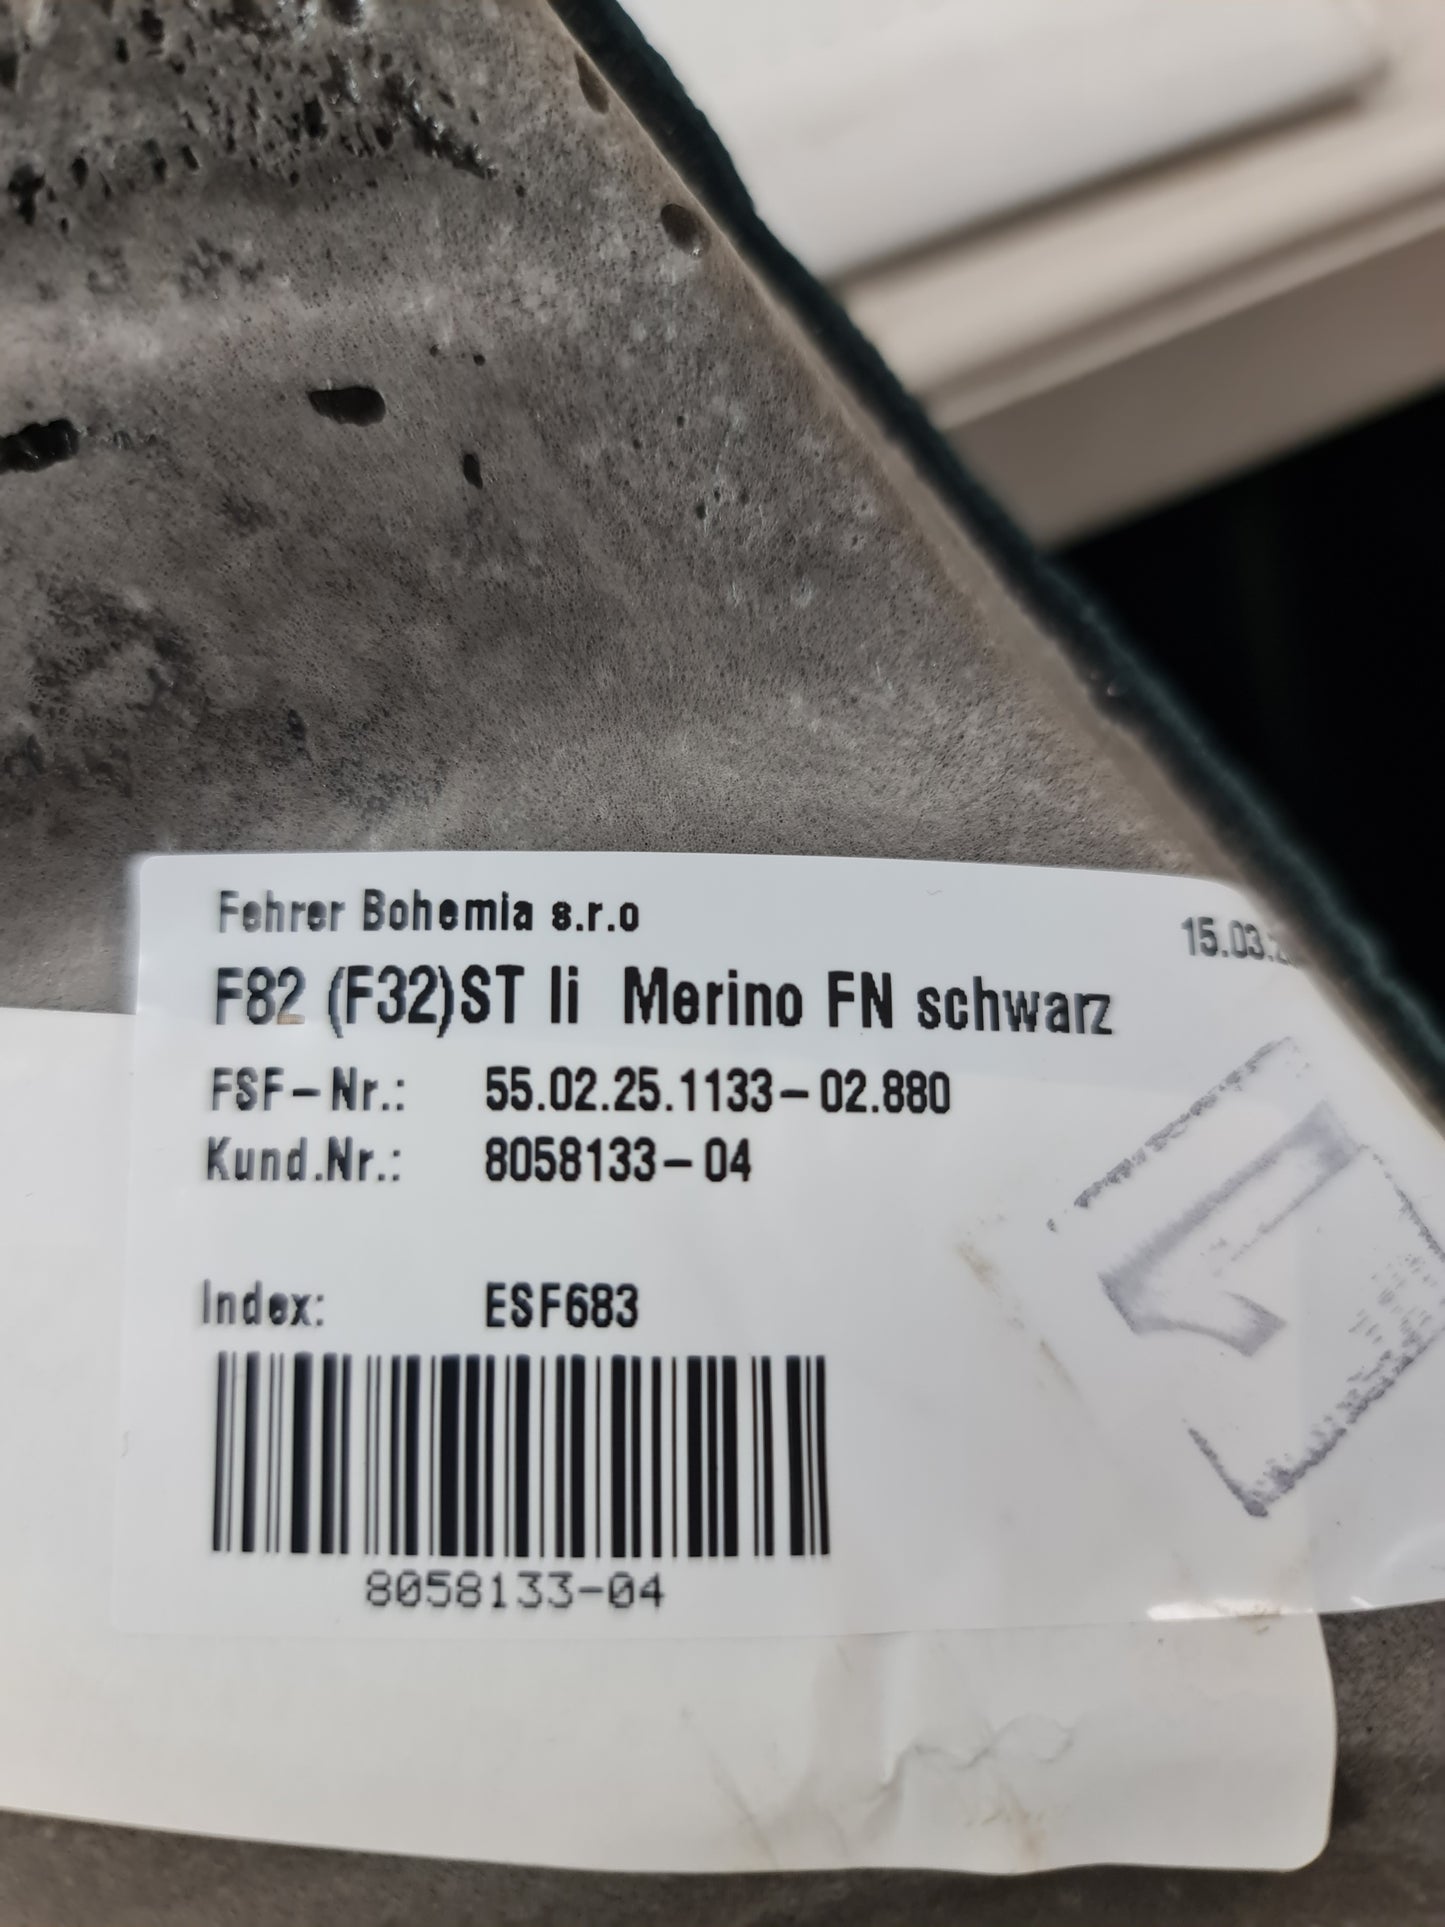 Fehrer Bohemia s.r.o
15.03.
F82 (F32)ST li Merino FN schwarz
FSF-Nr.: 55.02.25.1133-02.880
Kund.Nr.: 8058133-04
Index: ESF683
8058133-04